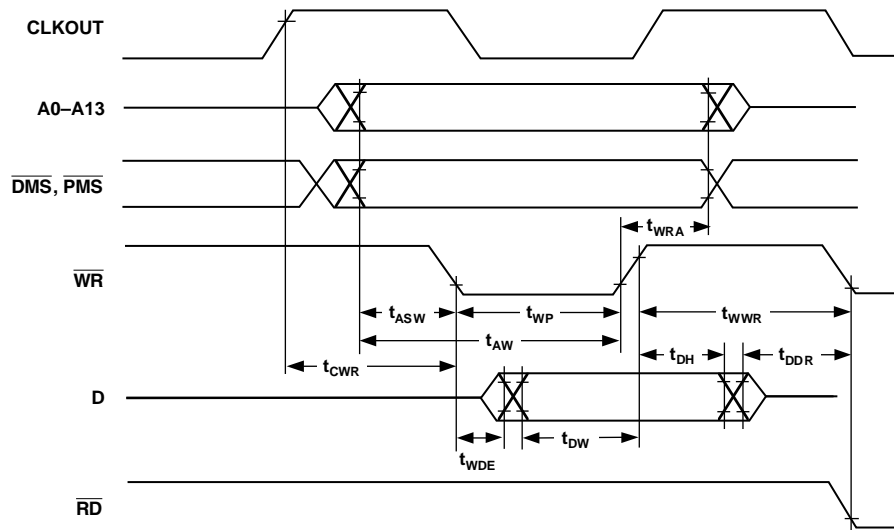 CLKOUT
A0–A13
DMS, PMS
tWRA
WR
tASW
tWP
tWWR
tAW
tCWR
tDH
tDDR
D
tWDE
tDW
RD